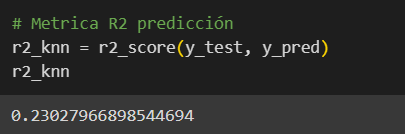 # Metrica R2 predicción
r2_knn = r2_score(y_test, y_pred)
r2_knn
0.23027966898544694